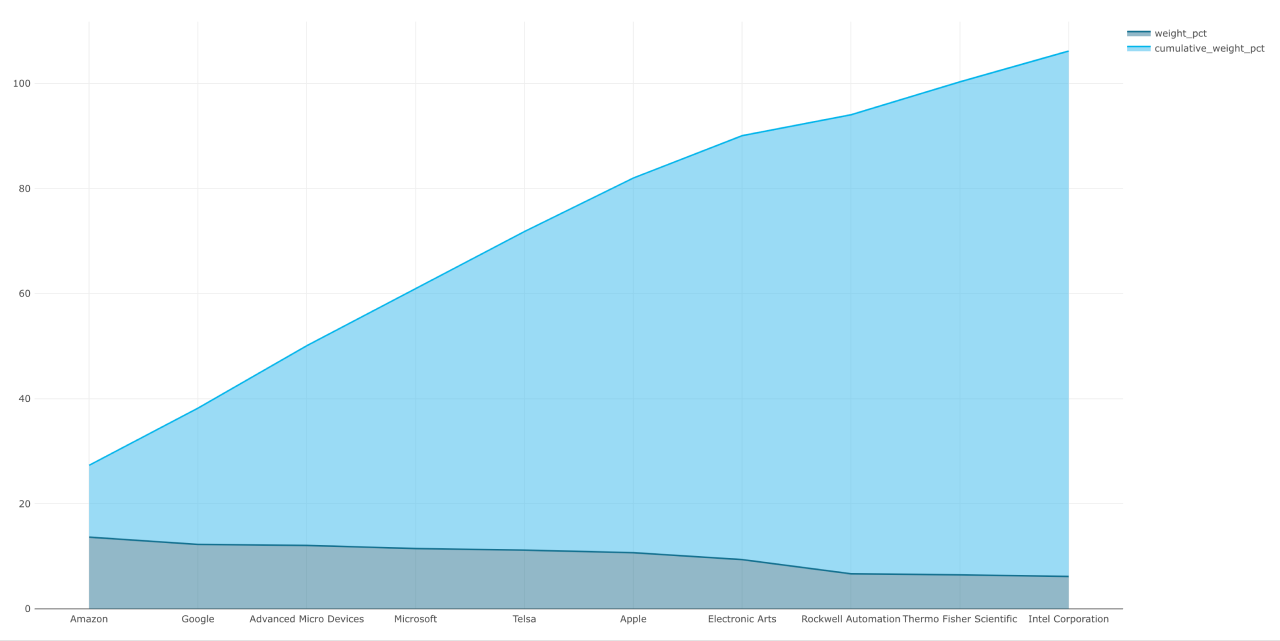 weight_pct
cumulative_weight_pct
100
80
60
40
20
0
Amazon Google Advanced Micro Devices Microsoft Telsa Apple Electronic Arts Rockwell Automation Thermo Fisher Scientific Intel Corporation